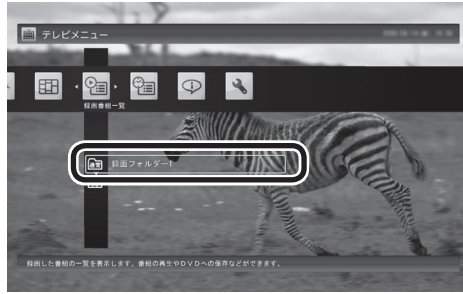 テレビメニュー
録画番組一覧
通常 録画フォルダー1
録画した番組の一覧を表示します。番組の再生やDVDへの保存などができます。